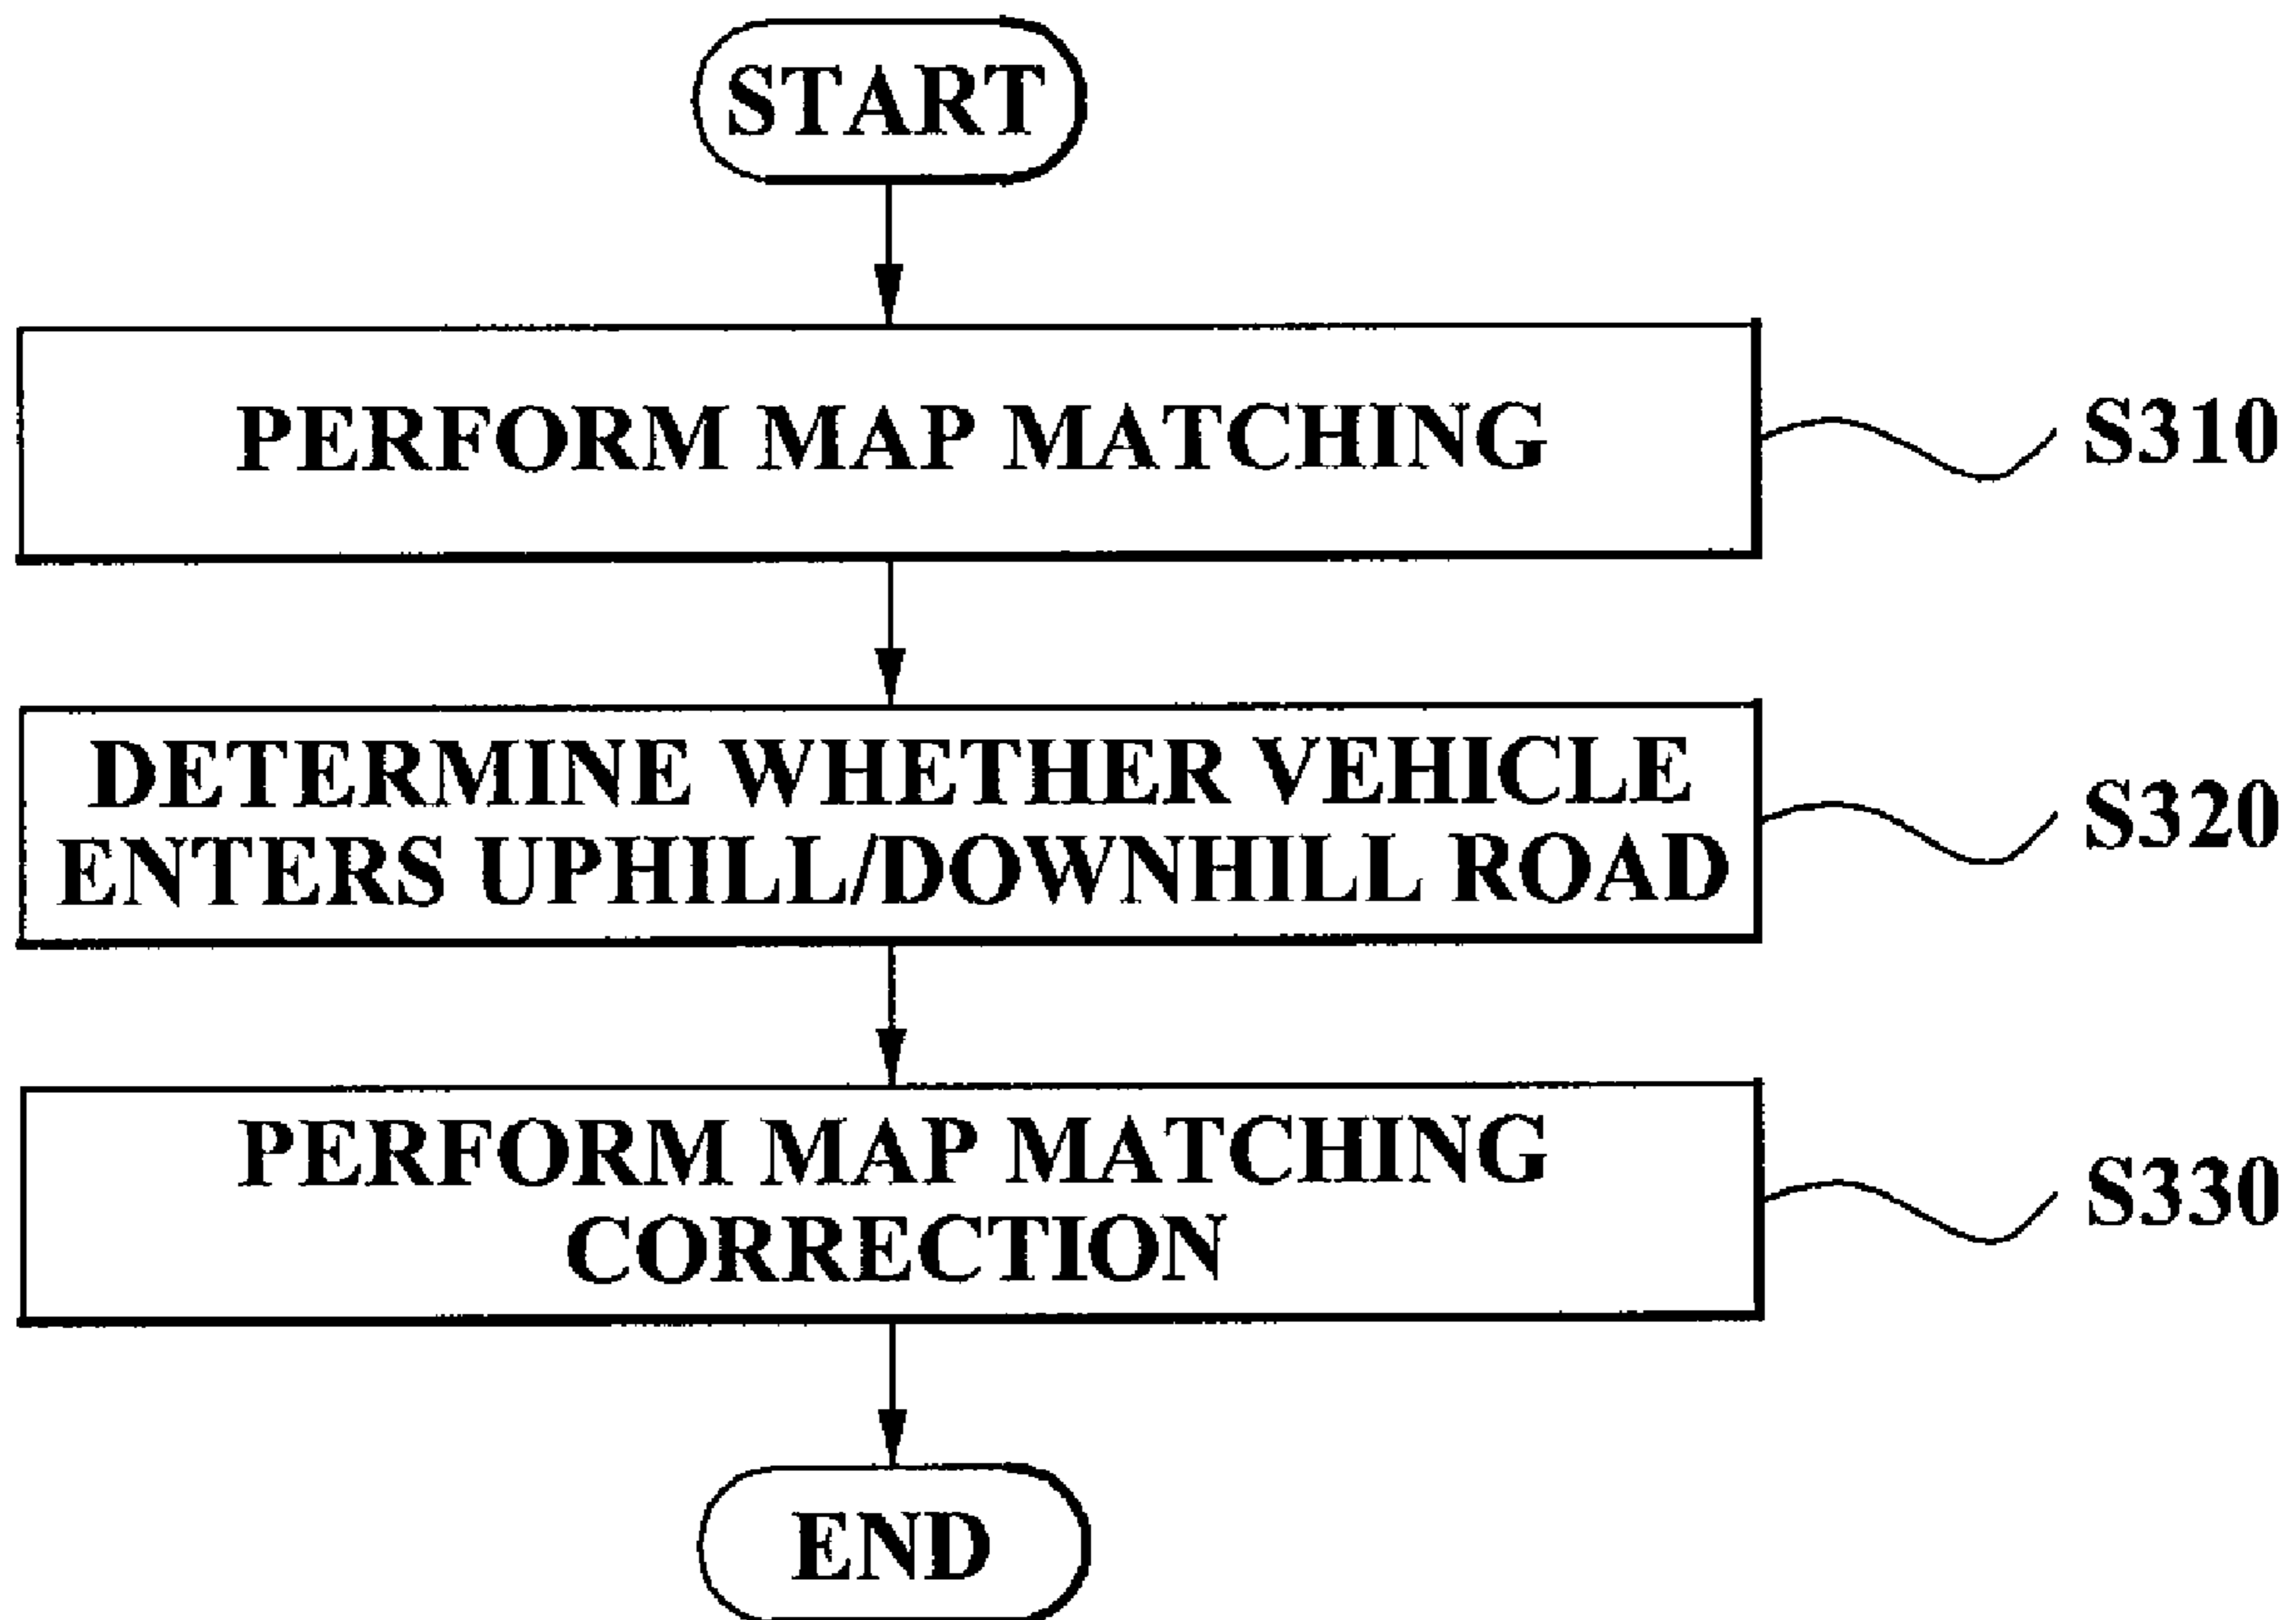 START
PERFORM MAP MATCHING
S310
DETERMINE WHETHER VEHICLE
ENTERS UPHILL/DOWNHILL ROAD
S320
PERFORM MAP MATCHING
CORRECTION
S330
END